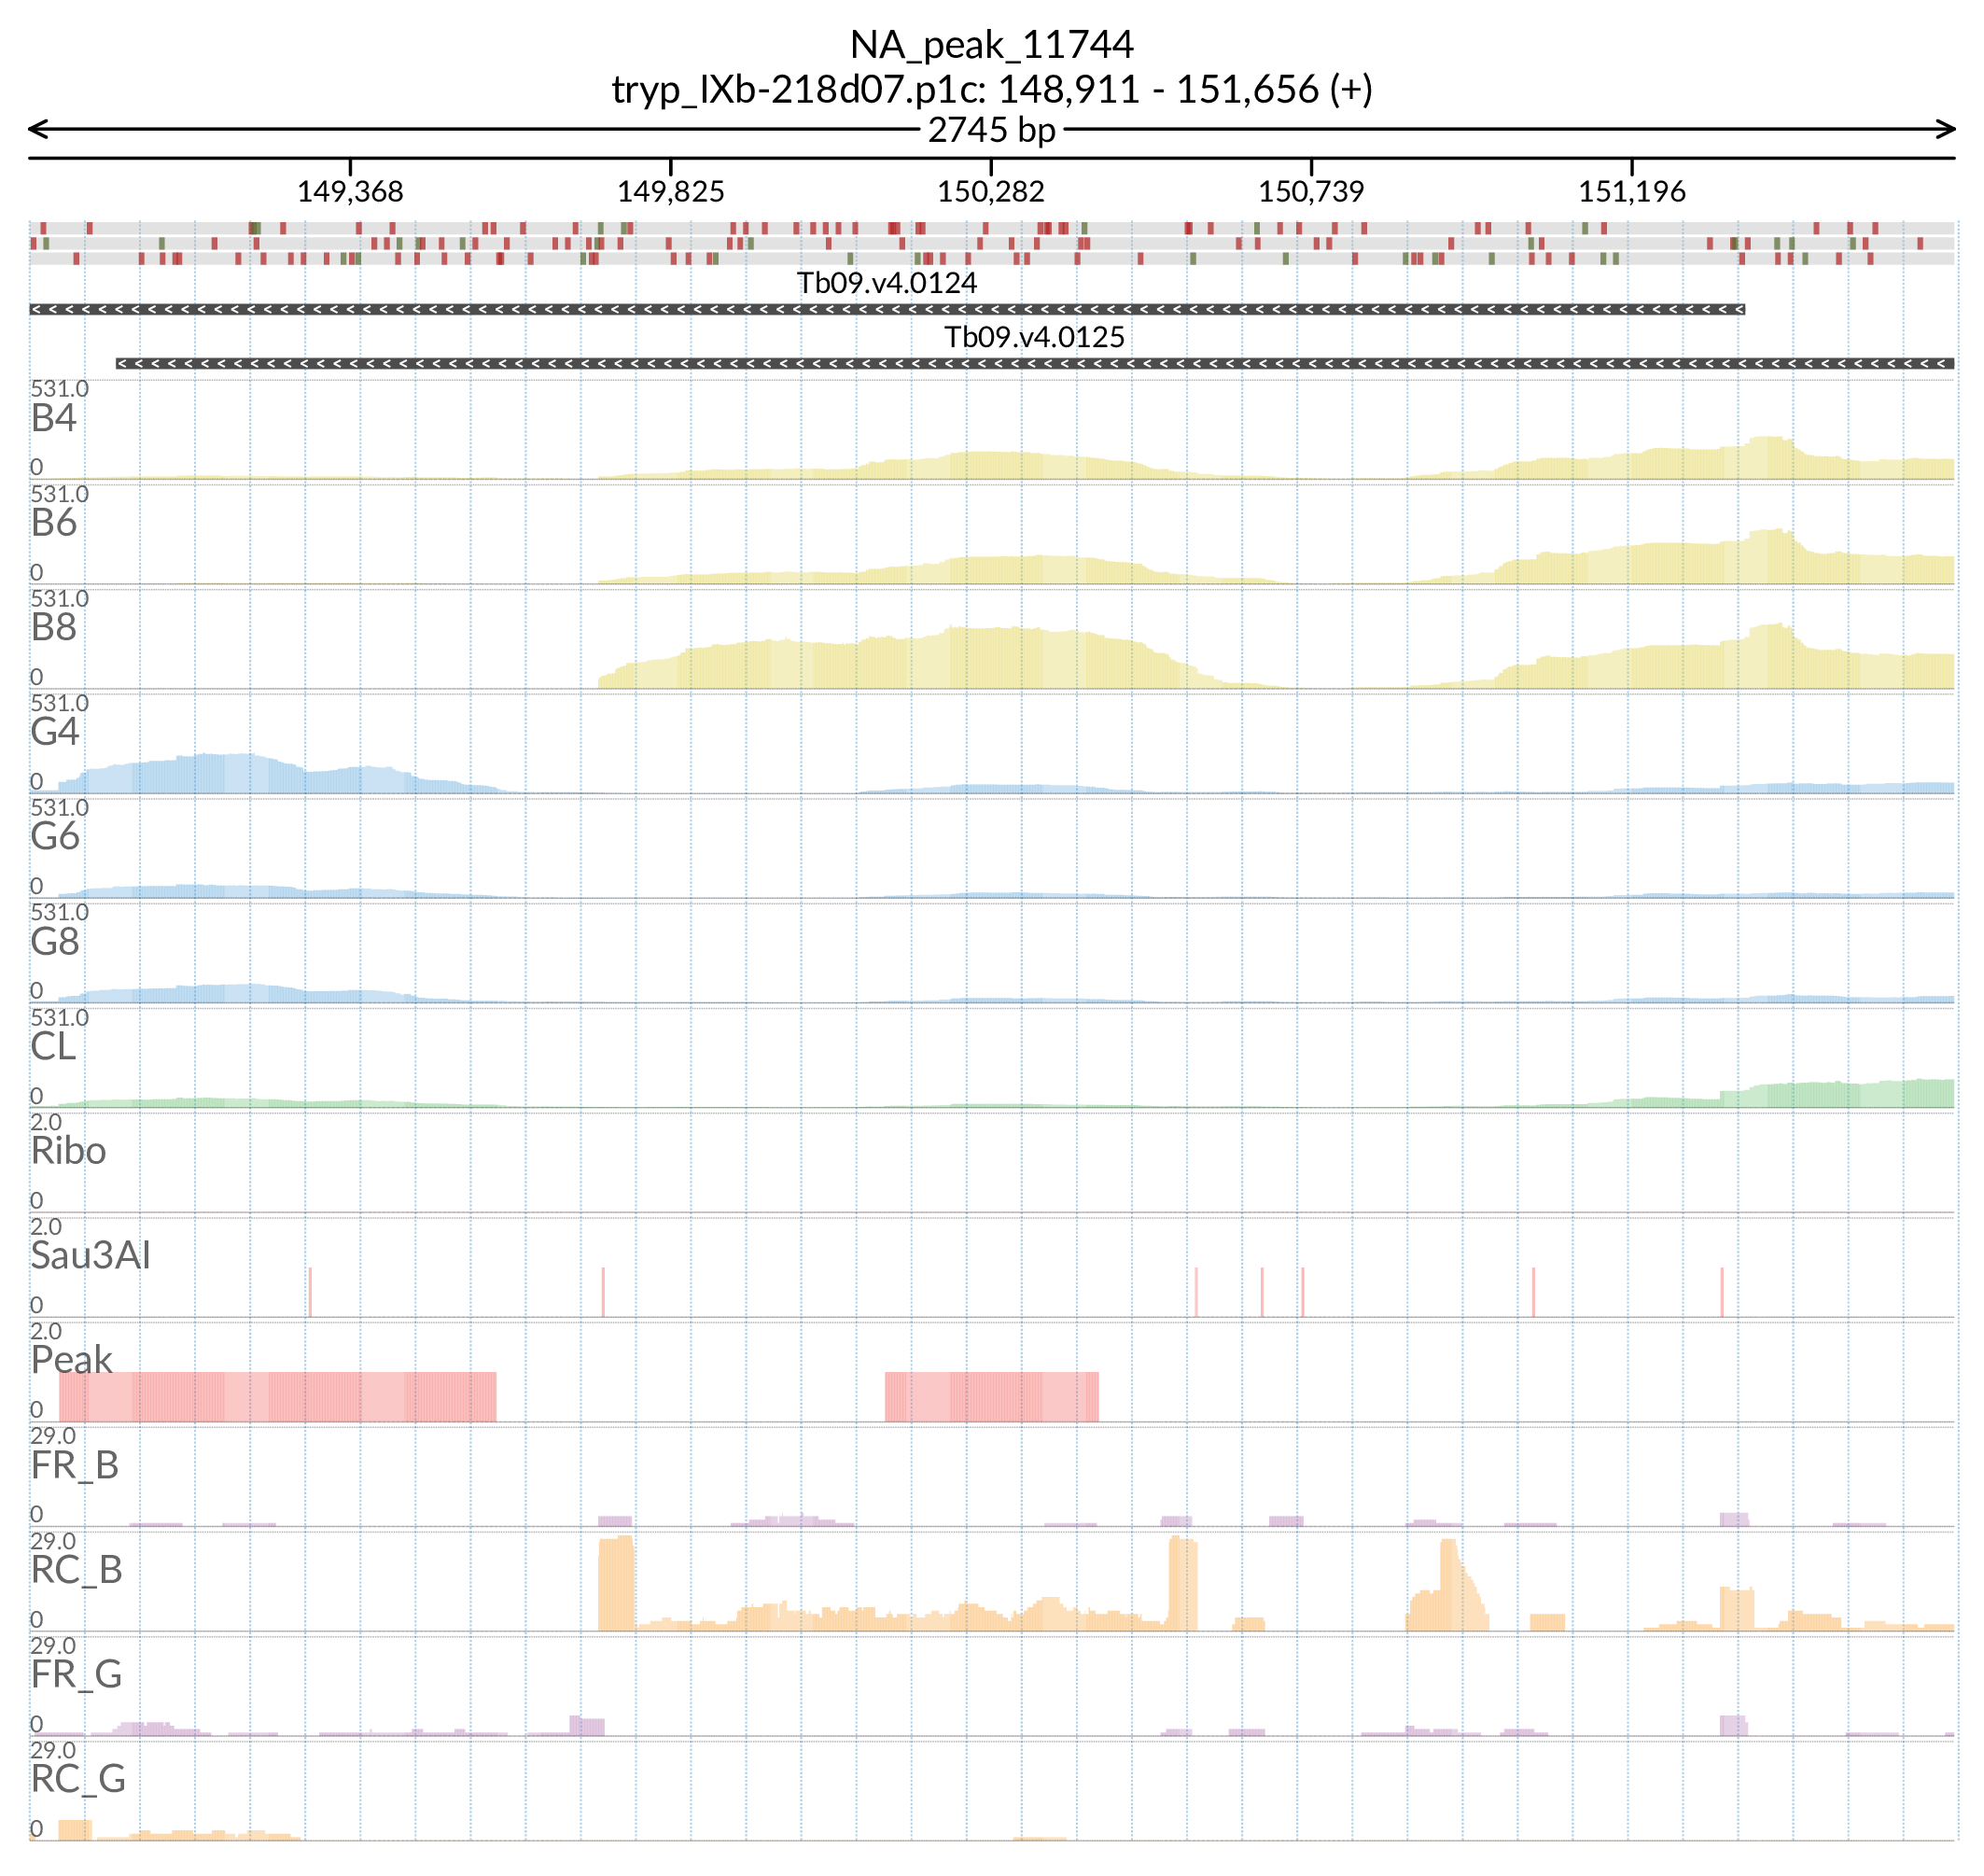 NA_peak_11744
tryp_IXb-218d07.p1c: 148,911 - 151,656 (+)
2745 bp
149,368 149,825 150,282 150,739 151,196
Tb09.v4.0124
Tb09.v4.0125
531.0
B4
0
531.0
B6
0
531.0
B8
0
531.0
G4
0
531.0
G6
0
531.0
G8
0
531.0
CL
0
2.0
Ribo
0
2.0
Sau3AI
0
2.0
Peak
0
29.0
FR_B
0
29.0
RC_B
0
29.0
FR_G
0
29.0
RC_G
0